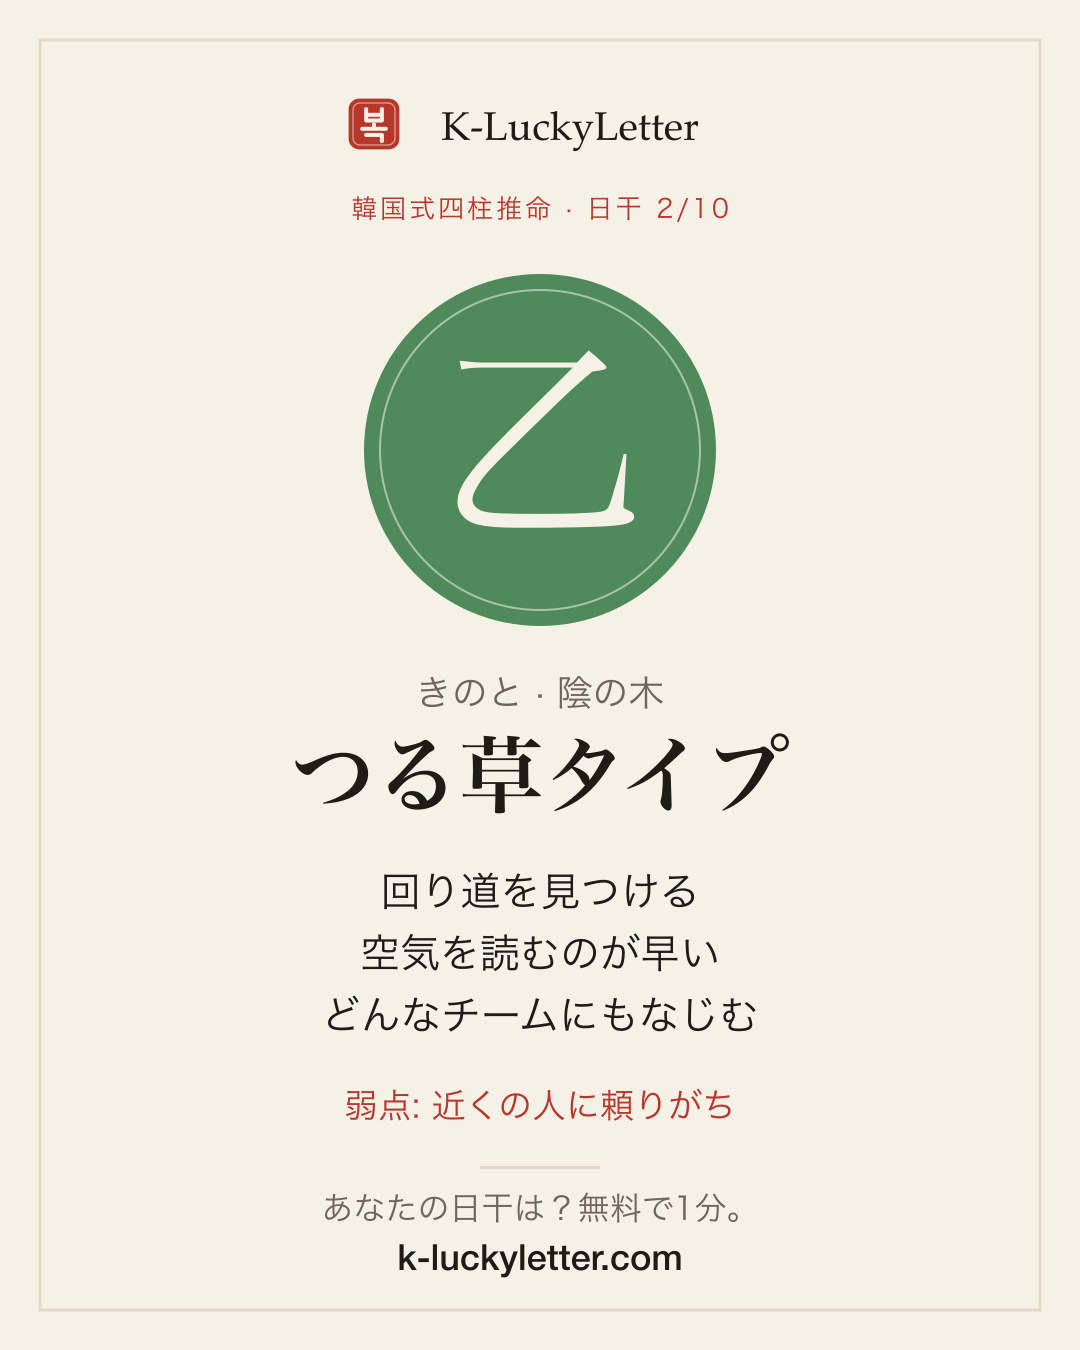 복 K-LuckyLetter
韓国式四柱推命 · 日干 2/10
乙
きのと · 陰の木
つる草タイプ
回り道を見つける
空気を読むのが早い
どんなチームにもなじむ
弱点: 近くの人に頼りがち
あなたの日干は？無料で1分。
k-luckyletter.com